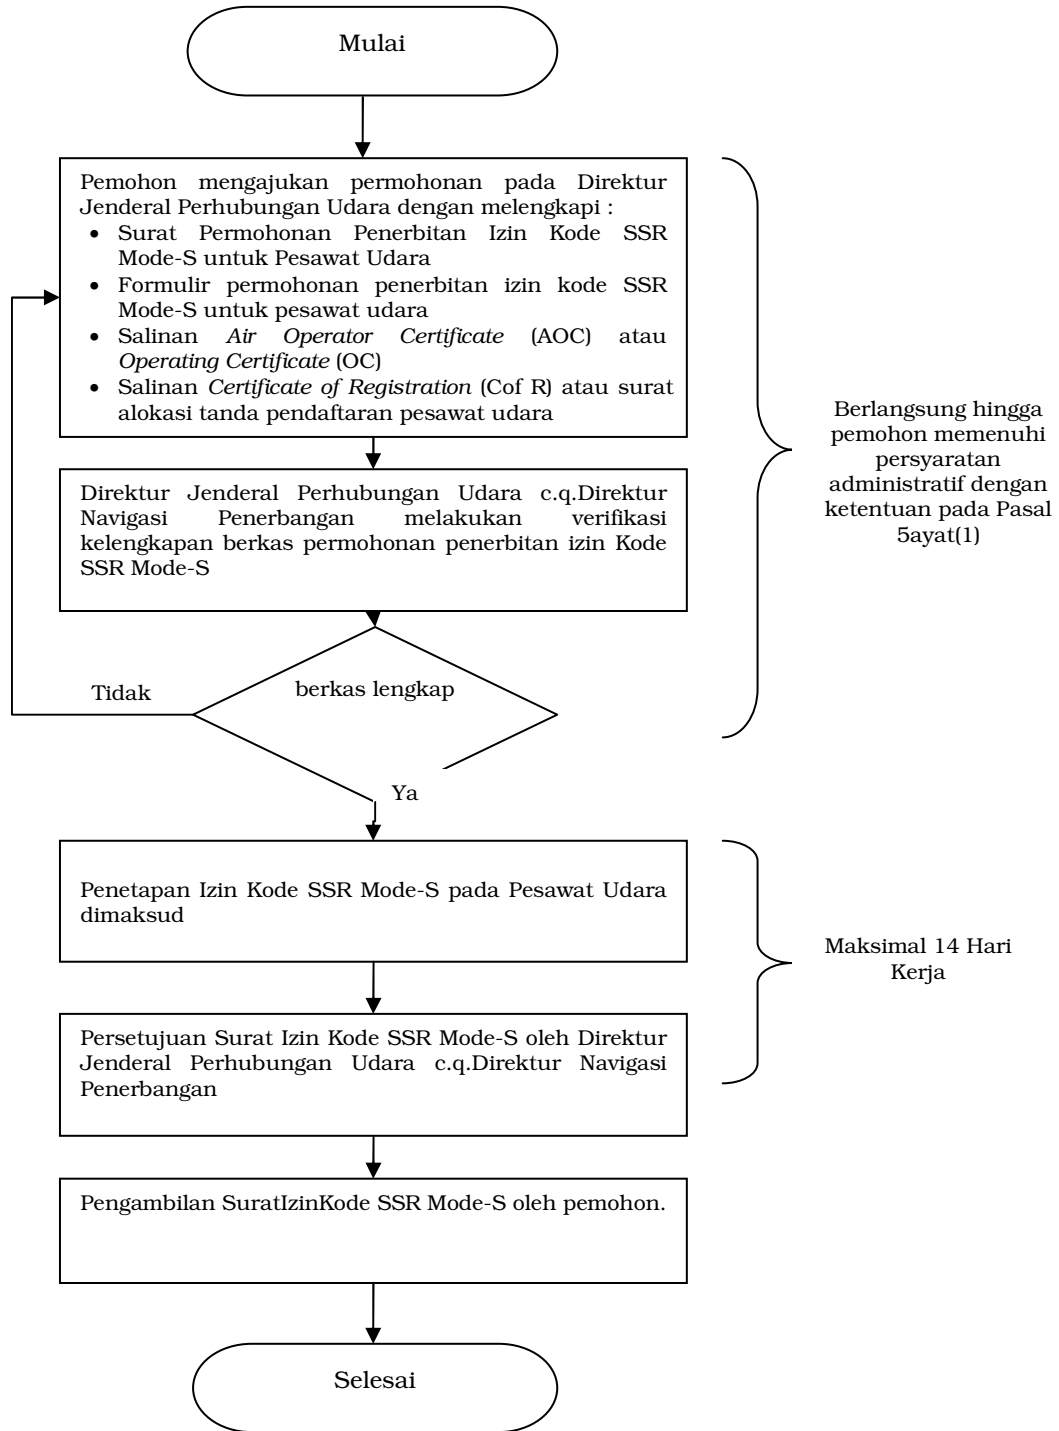 Mulai
Pemohon mengajukan permohonan pada Direktur
Jenderal Perhubungan Udara dengan melengkapi :
• Surat Permohonan Penerbitan Izin Kode SSR
Mode-S untuk Pesawat Udara
• Formulir permohonan penerbitan izin kode SSR
Mode-S untuk pesawat udara
• Salinan Air Operator Certificate (AOC) atau
Operating Certificate (OC)
• Salinan Certificate of Registration (Cof R) atau surat
alokasi tanda pendaftaran pesawat udara
Berlangsung hingga
pemohon memenuhi
persyaratan
administratif dengan
ketentuan pada Pasal
5ayat(1)
Direktur Jenderal Perhubungan Udara c.q.Direktur
Navigasi Penerbangan melakukan verifikasi
kelengkapan berkas permohonan penerbitan izin Kode
SSR Mode-S
berkas lengkap
Tidak
Ya
Penetapan Izin Kode SSR Mode-S pada Pesawat Udara
dimaksud
Maksimal 14 Hari
Kerja
Persetujuan Surat Izin Kode SSR Mode-S oleh Direktur
Jenderal Perhubungan Udara c.q.Direktur Navigasi
Penerbangan
Pengambilan SuratIzinKode SSR Mode-S oleh pemohon.
Selesai